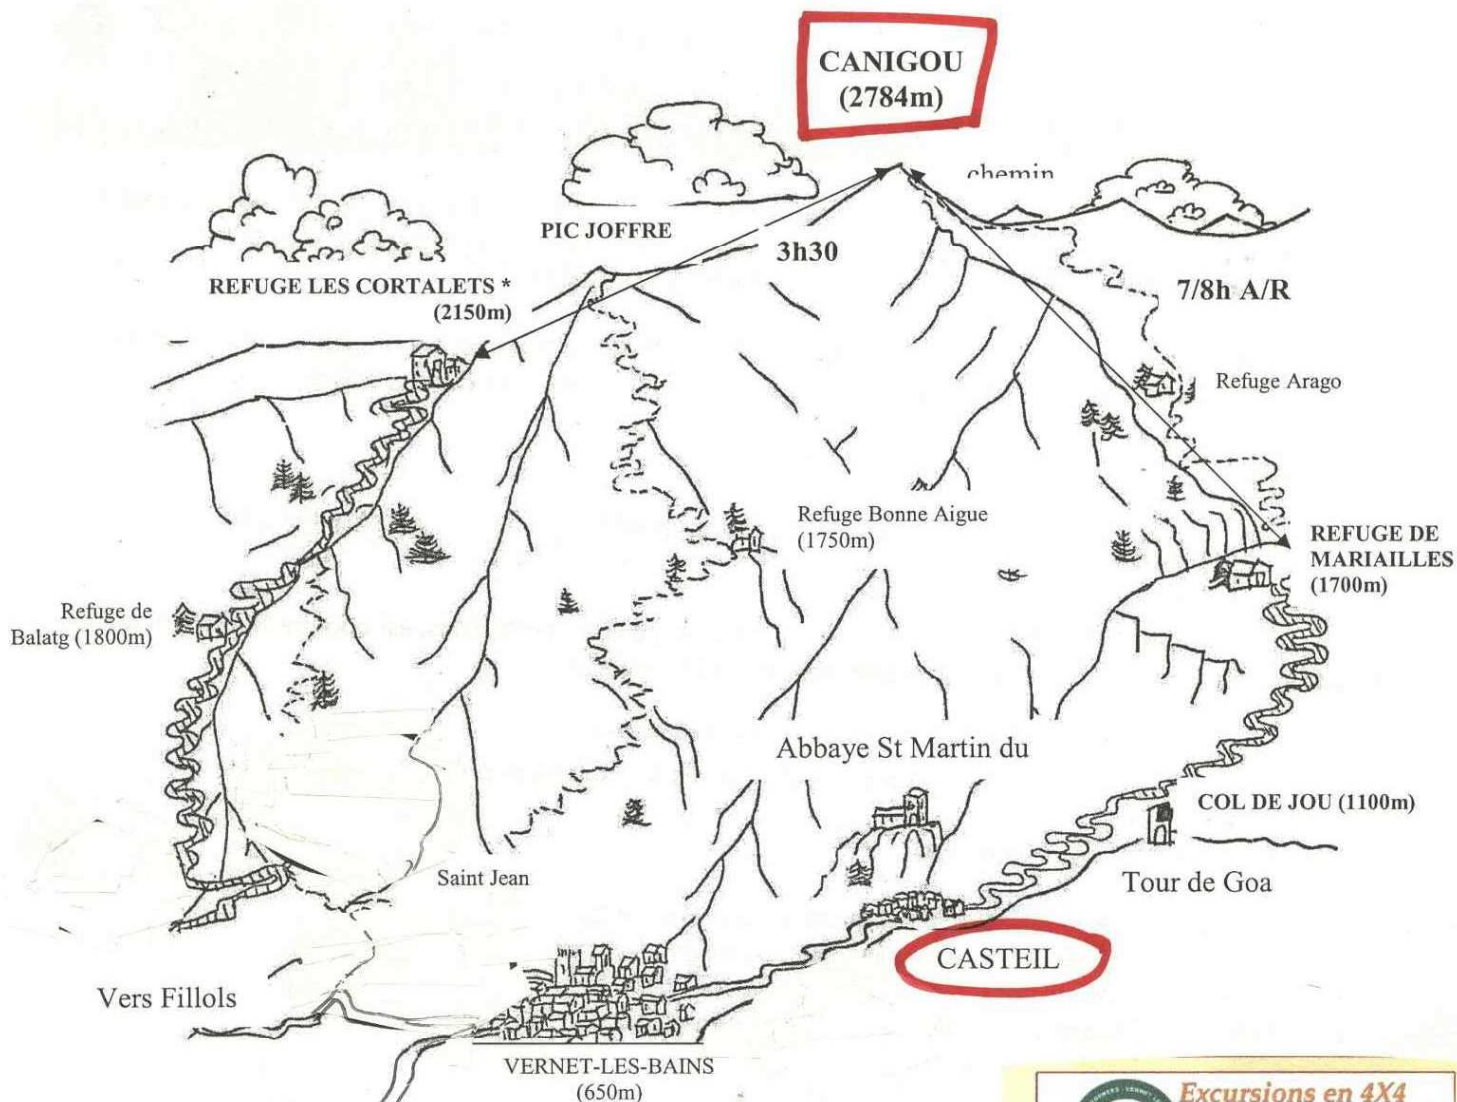 CANIGOU
(2784m)
chemin
PIC JOFFRE
3h30
REFUGE LES CORTALETS *
(2150m)
7/8h A/R
Refuge Arago
Refuge Bonne Aigue
(1750m)
REFUGE DE
MARIAILLES
(1700m)
Refuge de
Balatg (1800m)
Abbaye St Martin du
COL DE JOU (1100m)
Saint Jean
Tour de Goa
CASTEIL
Vers Fillols
VERNET-LES-BAINS
(650m)
Excursions en 4X4